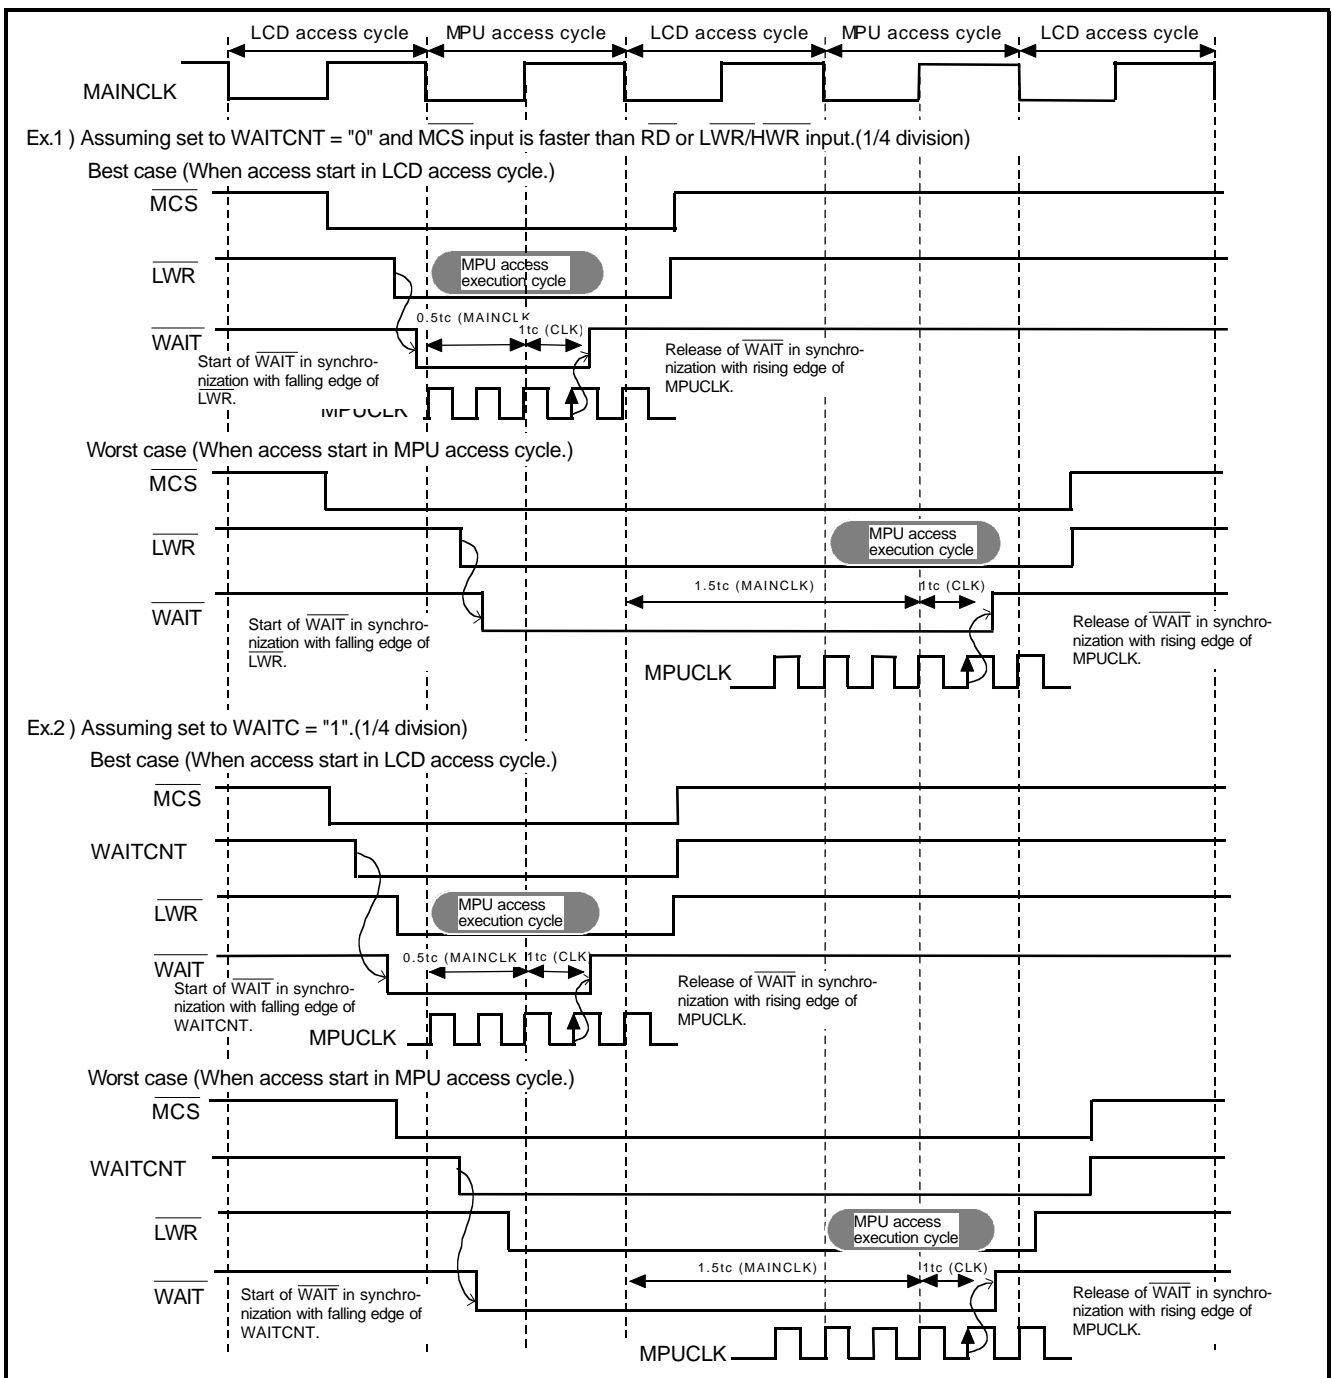 LCD access cycle MPU access cycle LCD access cycle MPU access cycle LCD access cycle
MAINCLK
Ex.1 ) Assuming set to WAITCNT = "0" and MCS input is faster than RD or LWR/HWR input.(1/4 division)
Best case (When access start in LCD access cycle.)
MCS
LWR
MPU access
execution cycle
WAIT
0.5tc (MAINCLK
1tc (CLK)
Start of WAIT in synchro-
nization with falling edge of
LWR.
Release of WAIT in synchro-
nization with rising edge of
MPUCLK.
MPUCLK
Worst case (When access start in MPU access cycle.)
MCS
LWR
MPU access
execution cycle
WAIT
1.5tc (MAINCLK)
1tc (CLK)
Start of WAIT in synchro-
nization with falling edge of
LWR.
Release of WAIT in synchro-
nization with rising edge of
MPUCLK.
MPUCLK
Ex.2 ) Assuming set to WAITC = "1".(1/4 division)
Best case (When access start in LCD access cycle.)
MCS
WAITCNT
LWR
MPU access
execution cycle
WAIT
0.5tc (MAINCLK
1tc (CLK)
Start of WAIT in synchro-
nization with falling edge of
WAITCNT.
Release of WAIT in synchro-
nization with rising edge of
MPUCLK.
MPUCLK
Worst case (When access start in MPU access cycle.)
MCS
WAITCNT
LWR
MPU access
execution cycle
WAIT
1.5tc (MAINCLK)
1tc (CLK)
Start of WAIT in synchro-
nization with falling edge of
WAITCNT.
Release of WAIT in synchro-
nization with rising edge of
MPUCLK.
MPUCLK